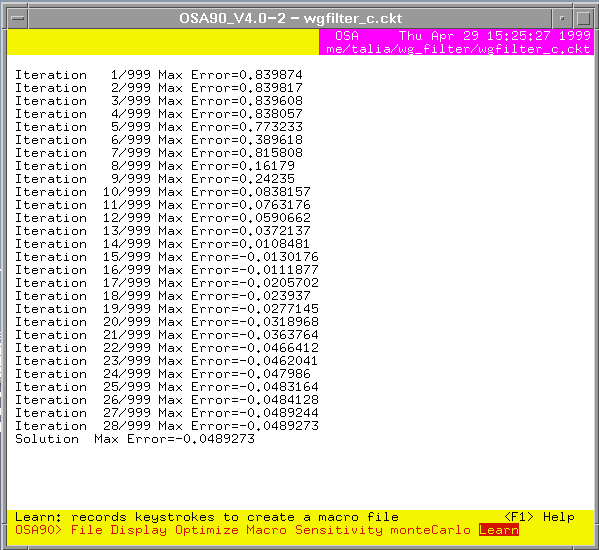 OSA90_V4.0-2 - wgfilter_c.ckt
OSA Thu Apr 29 15:25:27 1999
me/talia/wg_filter/wgfilter_c.ckt
Iteration 1/999 Max Error=0.839874
Iteration 2/999 Max Error=0.839817
Iteration 3/999 Max Error=0.839608
Iteration 4/999 Max Error=0.838057
Iteration 5/999 Max Error=0.773233
Iteration 6/999 Max Error=0.389618
Iteration 7/999 Max Error=0.815808
Iteration 8/999 Max Error=0.16179
Iteration 9/999 Max Error=0.24235
Iteration 10/999 Max Error=0.0838157
Iteration 11/999 Max Error=0.0763176
Iteration 12/999 Max Error=0.0590662
Iteration 13/999 Max Error=0.0372137
Iteration 14/999 Max Error=0.0108481
Iteration 15/999 Max Error=-0.0130176
Iteration 16/999 Max Error=-0.0111877
Iteration 17/999 Max Error=-0.0205702
Iteration 18/999 Max Error=-0.023937
Iteration 19/999 Max Error=-0.0277145
Iteration 20/999 Max Error=-0.0318968
Iteration 21/999 Max Error=-0.0363764
Iteration 22/999 Max Error=-0.0466412
Iteration 23/999 Max Error=-0.0462041
Iteration 24/999 Max Error=-0.047986
Iteration 25/999 Max Error=-0.0483164
Iteration 26/999 Max Error=-0.0484128
Iteration 27/999 Max Error=-0.0489244
Iteration 28/999 Max Error=-0.0489273
Solution Max Error=-0.0489273
Learn: records keystrokes to create a macro file <F1> Help
OSA90> File Display Optimize Macro Sensitivity monteCarlo Learn